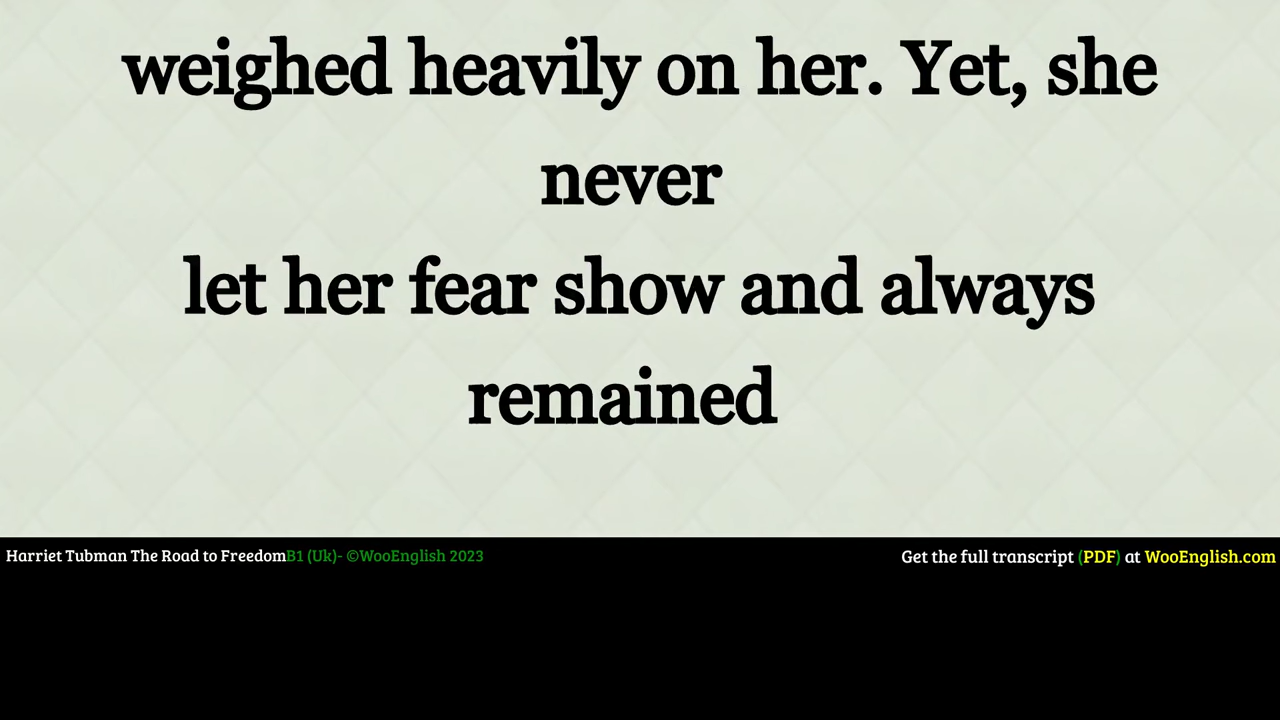 weighed heavily on her. Yet, she
never
let her fear show and always
remained
Harriet Tubman The Road to FreedomB1 (Uk)- ©WooEnglish 2023
Get the full transcript (PDF) at WooEnglish.com